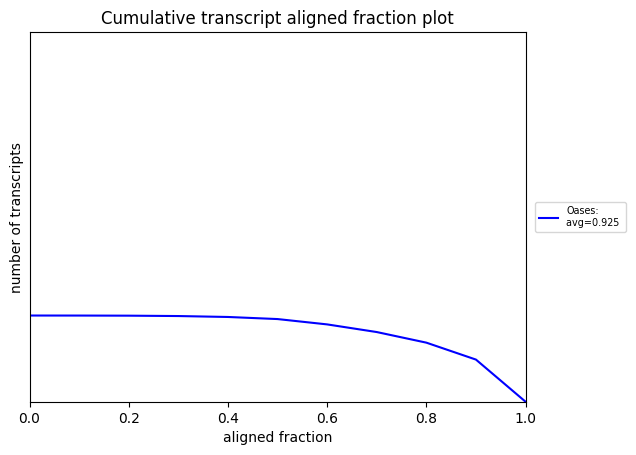 Cumulative transcript aligned fraction plot
number of transcripts
Oases:
avg=0.925
0.0 0.2 0.4 0.6 0.8 1.0
aligned fraction